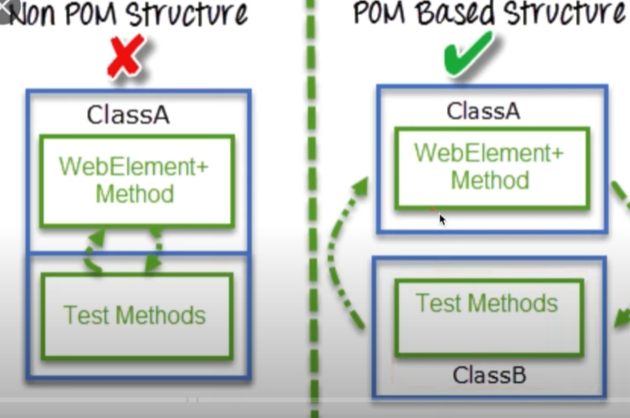 Non POM Structure
ClassA
WebElement+
Method
Test Methods
POM Based Structure
ClassA
WebElement+
Method
Test Methods
ClassB